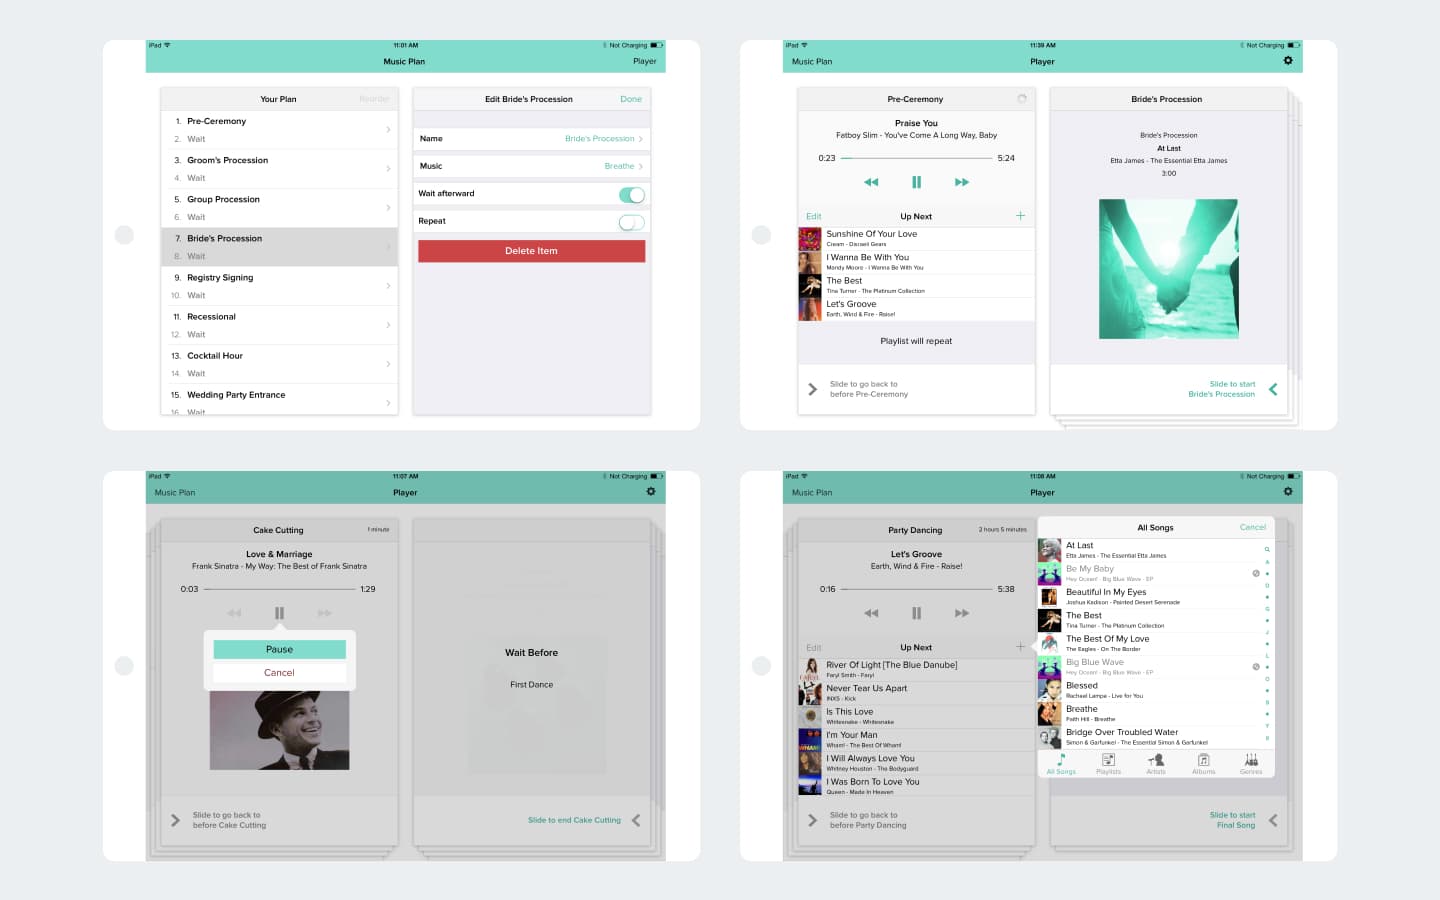 iPad
11:01 AM
Not Charging
Music Plan
Player
Your Plan
Reorder
1. Pre-Ceremony
2. Wait
3. Groom's Procession
4. Wait
5. Group Procession
6. Wait
7. Bride's Procession
8. Wait
9. Registry Signing
10. Wait
11. Recessional
12. Wait
13. Cocktail Hour
14. Wait
15. Wedding Party Entrance
16. Wait
Edit Bride's Procession
Done
Name
Bride's Procession
Music
Breathe
Wait afterward
Repeat
Delete Item
iPad
11:39 AM
Not Charging
Music Plan
Player
Pre-Ceremony
Praise You
Fatboy Slim - You've Come A Long Way, Baby
0:23
5:24
Edit
Up Next
Sunshine Of Your Love
Cream - Disraeli Gears
I Wanna Be With You
Mandy Moore - I Wanna Be With You
The Best
Tina Turner - The Platinum Collection
Let's Groove
Earth, Wind & Fire - Raise!
Playlist will repeat
Slide to go back to
before Pre-Ceremony
Bride's Procession
Bride's Procession
At Last
Etta James - The Essential Etta James
3:00
Slide to start
Bride's Procession
iPad
11:07 AM
Not Charging
Music Plan
Player
Cake Cutting
1 minute
Love & Marriage
Frank Sinatra - My Way: The Best of Frank Sinatra
0:03
1:29
Pause
Cancel
Slide to go back to
before Cake Cutting
Wait Before
First Dance
Slide to end Cake Cutting
iPad
11:08 AM
Not Charging
Music Plan
Player
Party Dancing
2 hours 5 minutes
Let's Groove
Earth, Wind & Fire - Raise!
0:16
5:38
Edit
Up Next
River Of Light [The Blue Danube]
Faryl Smith - Faryl
Never Tear Us Apart
INXS - Kick
Is This Love
Whitesnake - Whitesnake
I'm Your Man
Wham! - The Best Of Wham!
I Will Always Love You
Whitney Houston - The Bodyguard
I Was Born To Love You
Queen - Made In Heaven
Slide to go back to
before Party Dancing
All Songs
Cancel
At Last
Etta James - The Essential Etta James
Be My Baby
Hey Ocean! - Big Blue Wave - EP
Beautiful In My Eyes
Joshua Kadison - Painted Desert Serenade
The Best
Tina Turner - The Platinum Collection
The Best Of My Love
The Eagles - On The Border
Big Blue Wave
Hey Ocean! - Big Blue Wave - EP
Blessed
Rachael Lampa - Live for You
Breathe
Faith Hill - Breathe
Bridge Over Troubled Water
Simon & Garfunkel - The Essential Simon & Garfunkel
A
D
G
J
L
O
S
Y
#
All Songs
Playlists
Artists
Albums
Genres
Slide to start
Final Song